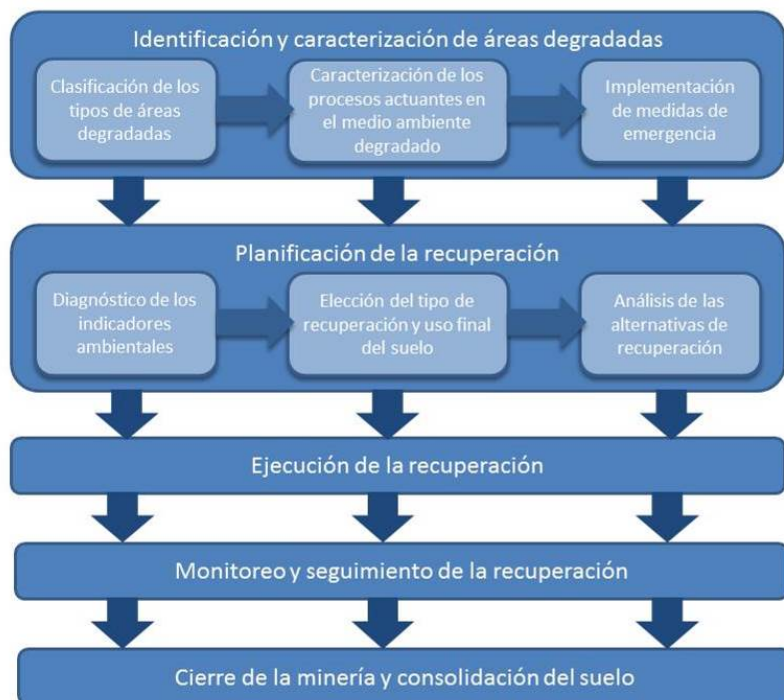 Identificación y caracterización de áreas degradadas
Clasificación de los
tipos de áreas
degradadas
Caracterización de los
procesos actuantes en
el medio ambiente
degradado
Implementación
de medidas de
emergencia
Planificación de la recuperación
Diagnóstico de los
indicadores
ambientales
Elección del tipo de
recuperación y uso final
del suelo
Análisis de las
alternativas de
recuperación
Ejecución de la recuperación
Monitoreo y seguimiento de la recuperación
Cierre de la minería y consolidación del suelo